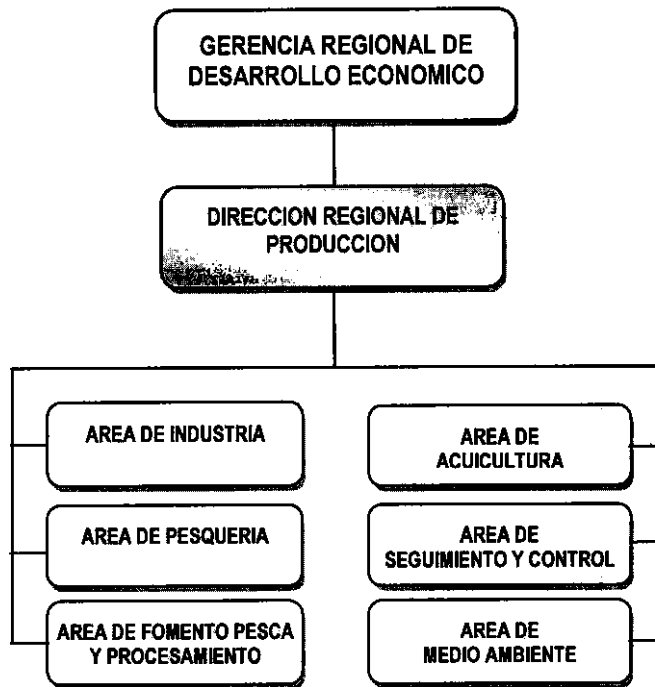 GERENCIA REGIONAL DE
DESARROLLO ECONOMICO
DIRECCION REGIONAL DE
PRODUCCION
AREA DE INDUSTRIA
AREA DE PESQUERIA
AREA DE FOMENTO PESCA
Y PROCESAMIENTO
AREA DE
ACUICULTURA
AREA DE
SEGUIMIENTO Y CONTROL
AREA DE
MEDIO AMBIENTE